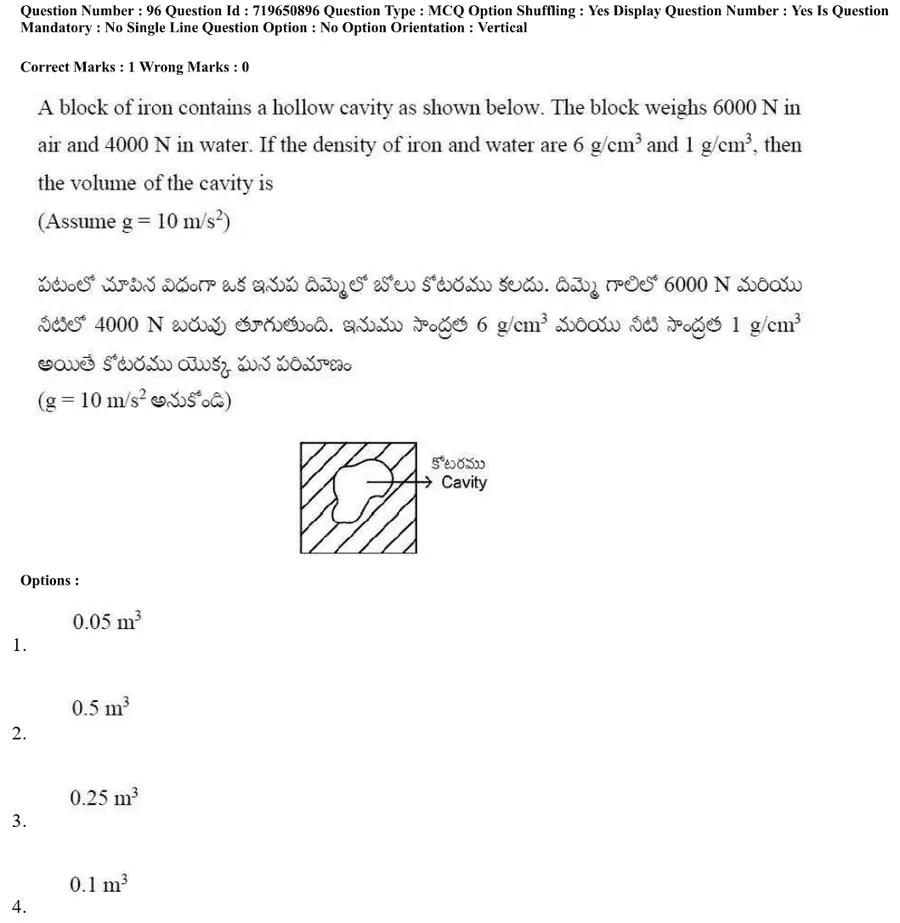 Question Number : 96 Question Id : 719650896 Question Type : MCQ Option Shuffling : Yes Display Question Number : Yes Is Question
Mandatory : No Single Line Question Option : No Option Orientation : Vertical
Correct Marks : 1 Wrong Marks : 0
A block of iron contains a hollow cavity as shown below. The block weighs 6000 N in
air and 4000 N in water. If the density of iron and water are 6 g/cm³ and 1 g/cm³, then
the volume of the cavity is
(Assume g = 10 m/s²)
పటంలో చూపిన విధంగా ఒక ఇనుప దిమ్మెలో బోలు కోటరము కలదు. దిమ్మె గాలిలో 6000 N మరియు
నీటిలో 4000 N బరువు తూగుతుంది. ఇనుము సాంద్రత 6 g/cm³ మరియు నీటి సాంద్రత 1 g/cm³
అయితే కోటరము యొక్క ఘన పరిమాణం
(g = 10 m/s² అనుకోండి)
కోటరము
Cavity
Options :
0.05 m³
1.
0.5 m³
2.
0.25 m³
3.
0.1 m³
4.